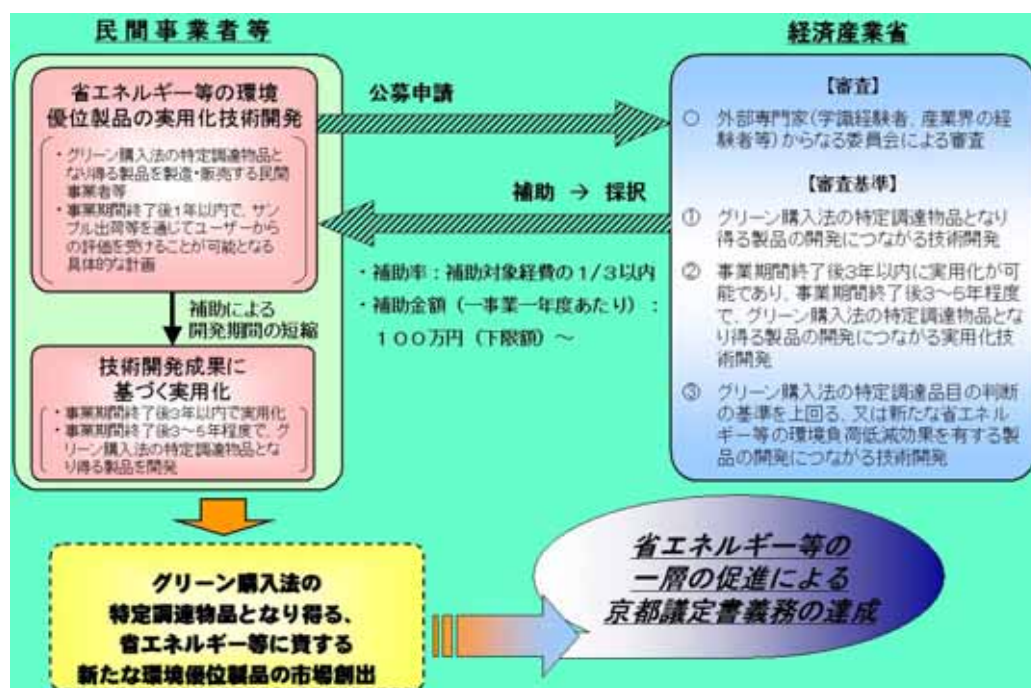 民間事業者等
省エネルギー等の環境
優位製品の実用化技術開発
・グリーン購入法の特定調達物品と
なり得る製品を製造・販売する民間
事業者等
・事業期間終了後1年以内で、サン
プル出荷等を通じてユーザーから
の評価を受けることが可能となる
具体的な計画
補助による
開発期間の短縮
技術開発成果に
基づく実用化
・事業期間終了後3年以内で実用化
・事業期間終了後3～5年程度で、グ
リーン購入法の特定調達物品とな
り得る製品を開発
公募申請
補助 → 採択
・補助率：補助対象経費の1/3以内
・補助金額（一事業一年度あたり）：
１００万円（下限額）～
経済産業省
【審査】
○ 外部専門家(学識経験者、産業界の経
験者等)からなる委員会による審査
【審査基準】
① グリーン購入法の特定調達物品となり
得る製品の開発につながる技術開発
② 事業期間終了後3年以内に実用化が可
能であり、事業期間終了後3～5年程度
で、グリーン購入法の特定調達物品とな
り得る製品の開発につながる実用化技
術開発
③ グリーン購入法の特定調達品目の判断
の基準を上回る、又は新たな省エネル
ギー等の環境負荷低減効果を有する製
品の開発につながる技術開発
グリーン購入法の
特定調達物品となり得る、
省エネルギー等に資する
新たな環境優位製品の市場創出
省エネルギー等の
一層の促進による
京都議定書義務の達成